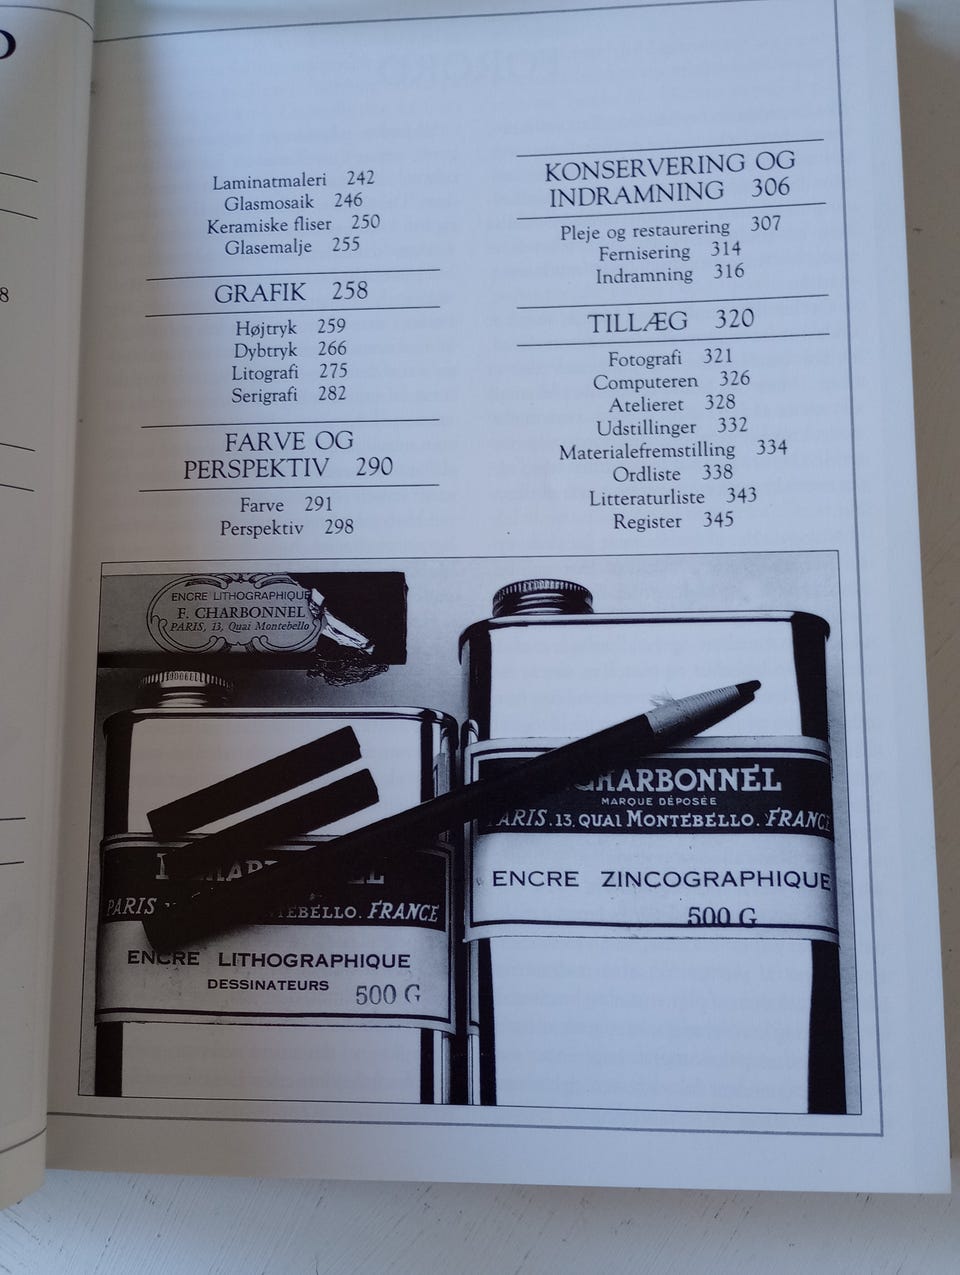 Laminatmaleri 242
Glasmosaik 246
Keramiske fliser 250
Glasemalje 255
GRAFIK 258
Højtryk 259
Dybtryk 266
Litografi 275
Serigrafi 282
FARVE OG
PERSPEKTIV 290
Farve 291
Perspektiv 298
KONSERVERING OG
INDRAMNING 306
Pleje og restaurering 307
Fernisering 314
Indramning 316
TILLÆG 320
Fotografi 321
Computeren 326
Atelieret 328
Udstillinger 332
Materialefremstilling 334
Ordliste 338
Litteraturliste 343
Register 345
ENCRE LITHOGRAPHIQUE
F. CHARBONNEL
PARIS, 13, Quai Montebello
CHARBONNEL
MARQUE DÉPOSÉE
PARIS. 13, QUAI MONTEBELLO. FRANCE
ENCRE ZINCOGRAPHIQUE
500 G
PARIS FRANCE
ENCRE LITHOGRAPHIQUE
DESSINATEURS
500 G